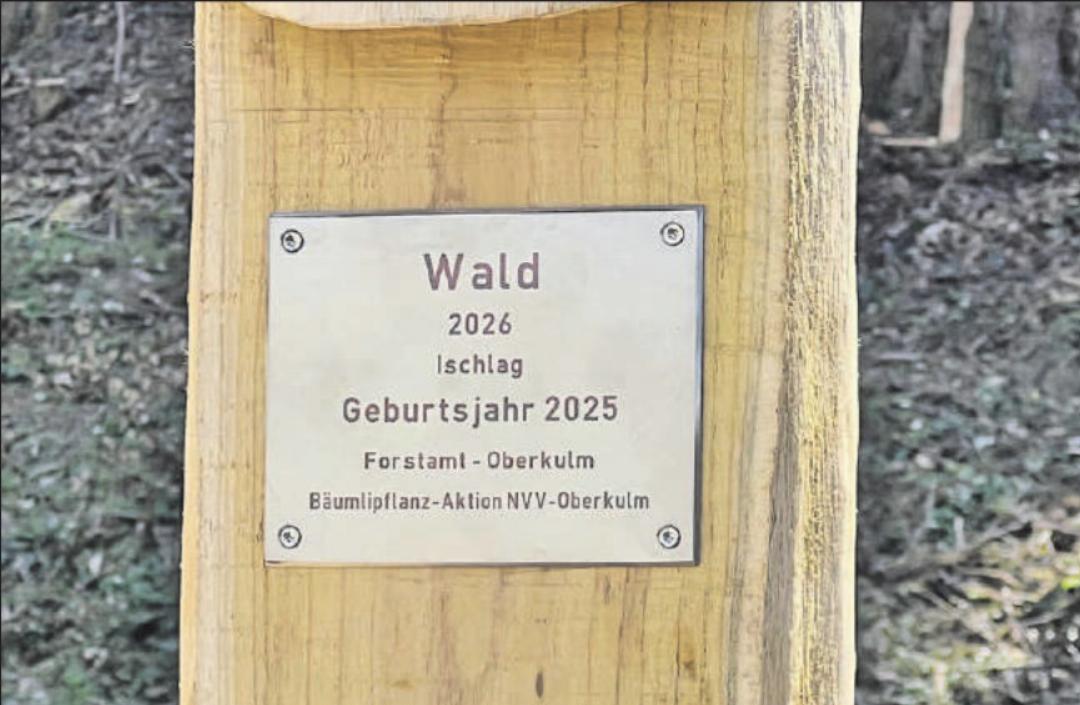 Wald
2026
Ischlag
Geburtsjahr 2025
Forstamt - Oberkulm
Bäumlipflanz-Aktion NVV-Oberkulm